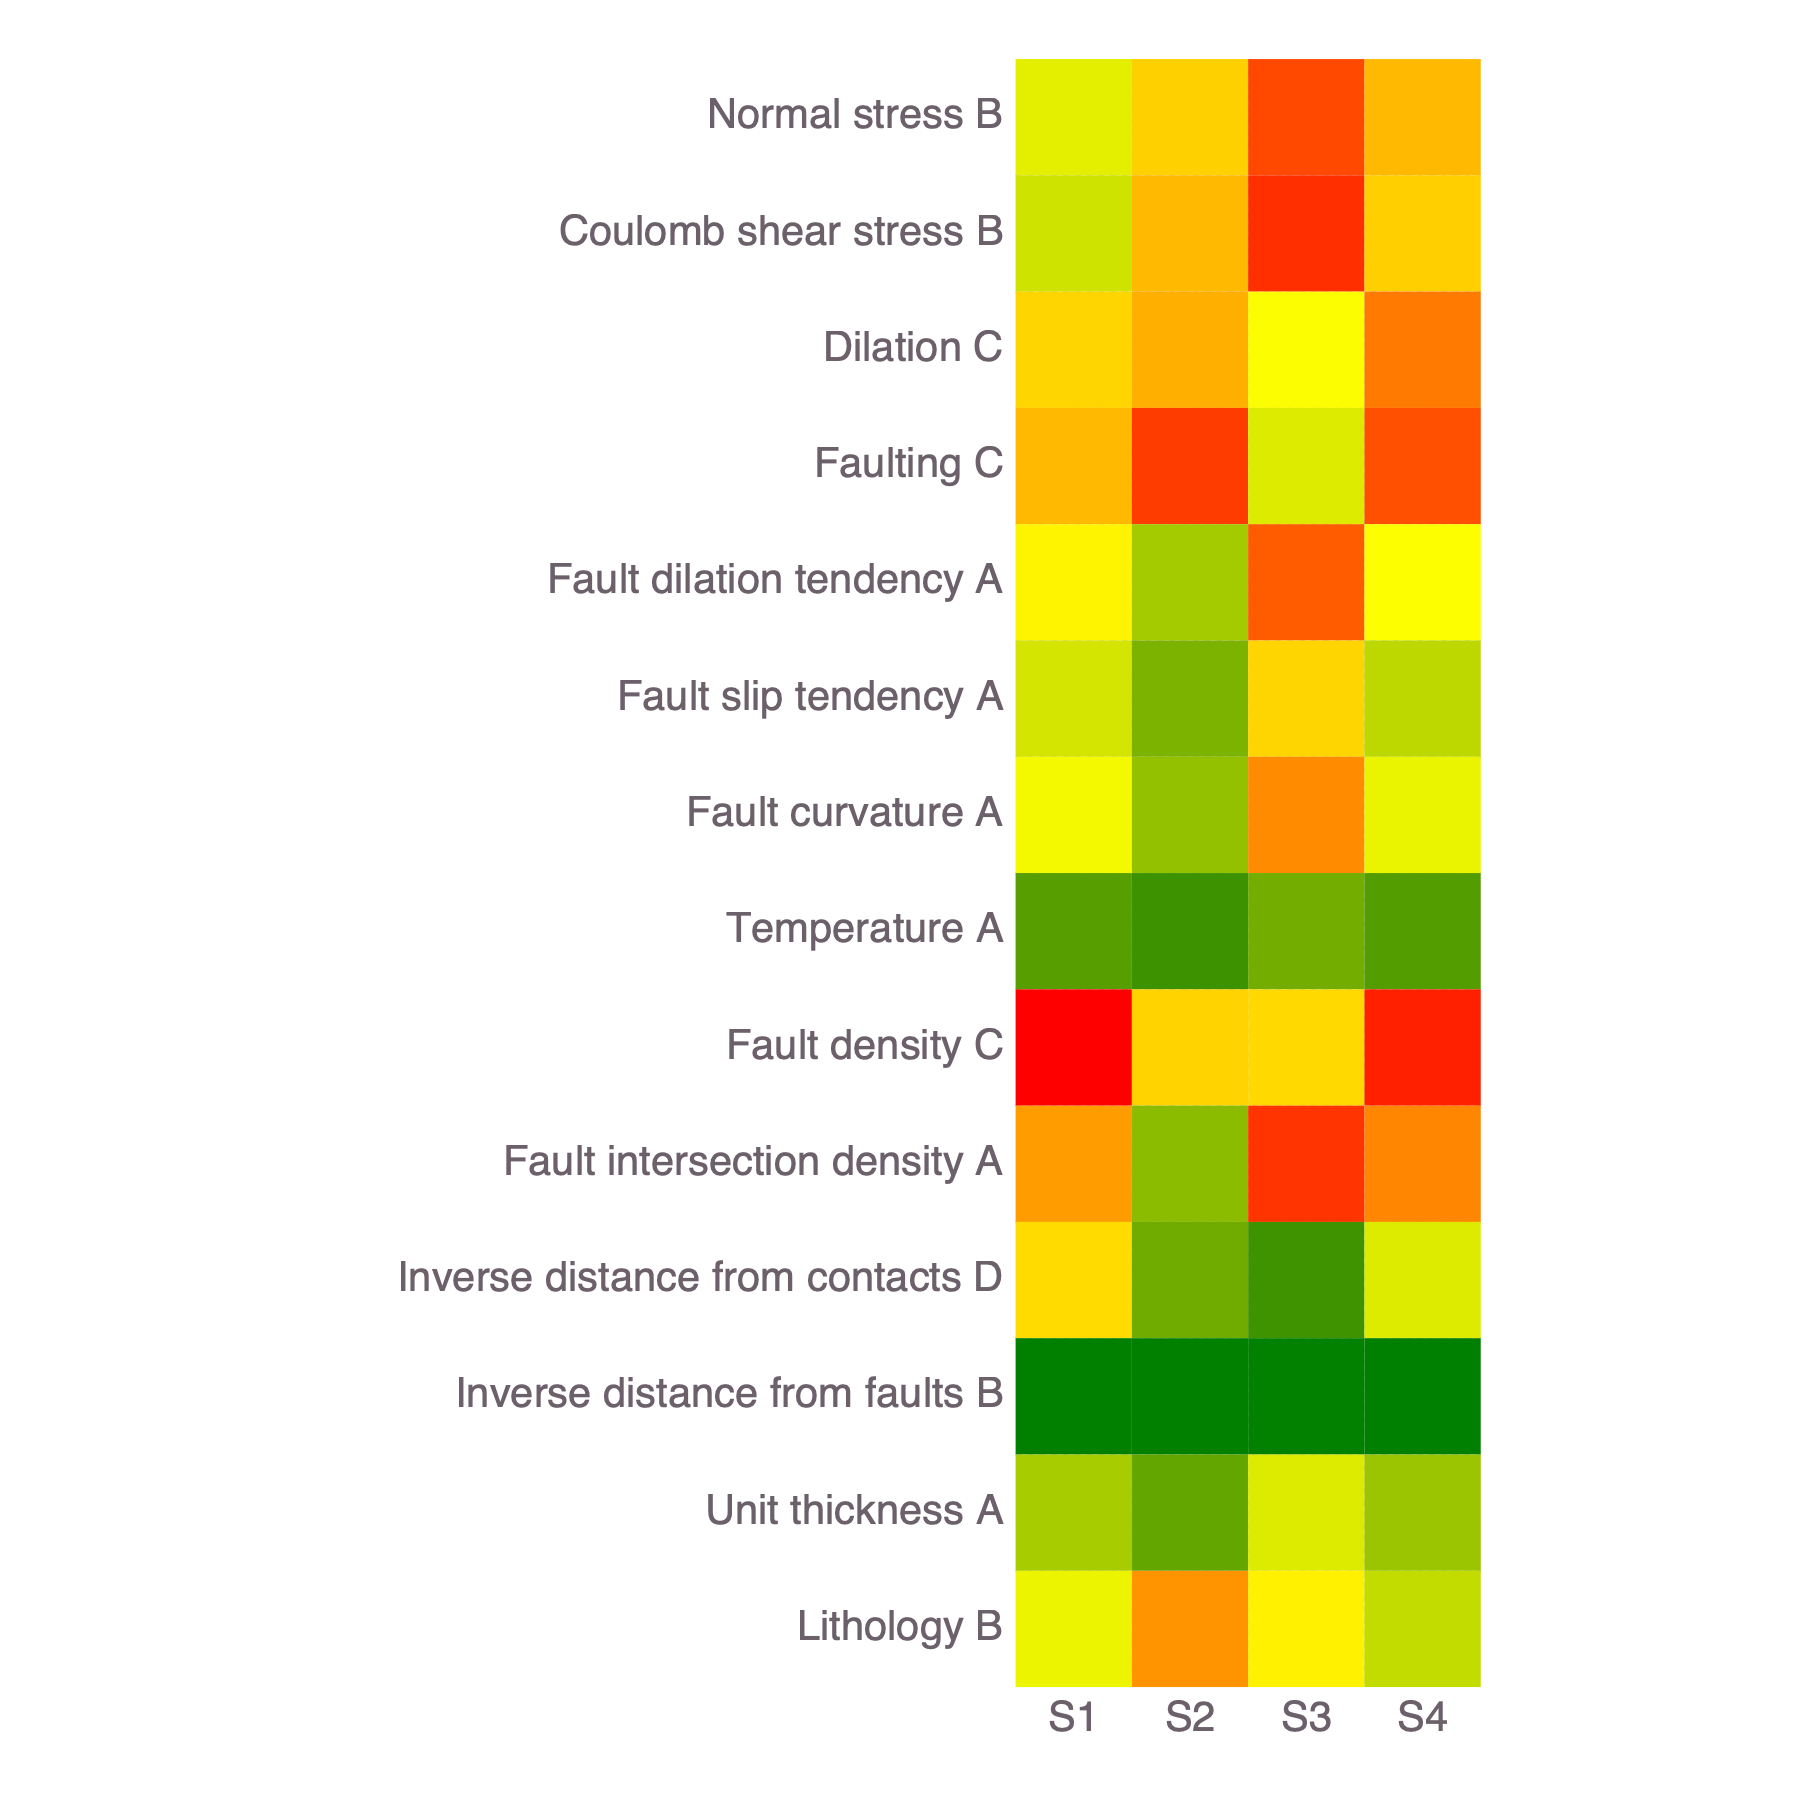 Normal stress B
Coulomb shear stress B
Dilation C
Faulting C
Fault dilation tendency A
Fault slip tendency A
Fault curvature A
Temperature A
Fault density C
Fault intersection density A
Inverse distance from contacts D
Inverse distance from faults B
Unit thickness A
Lithology B
S1 S2 S3 S4